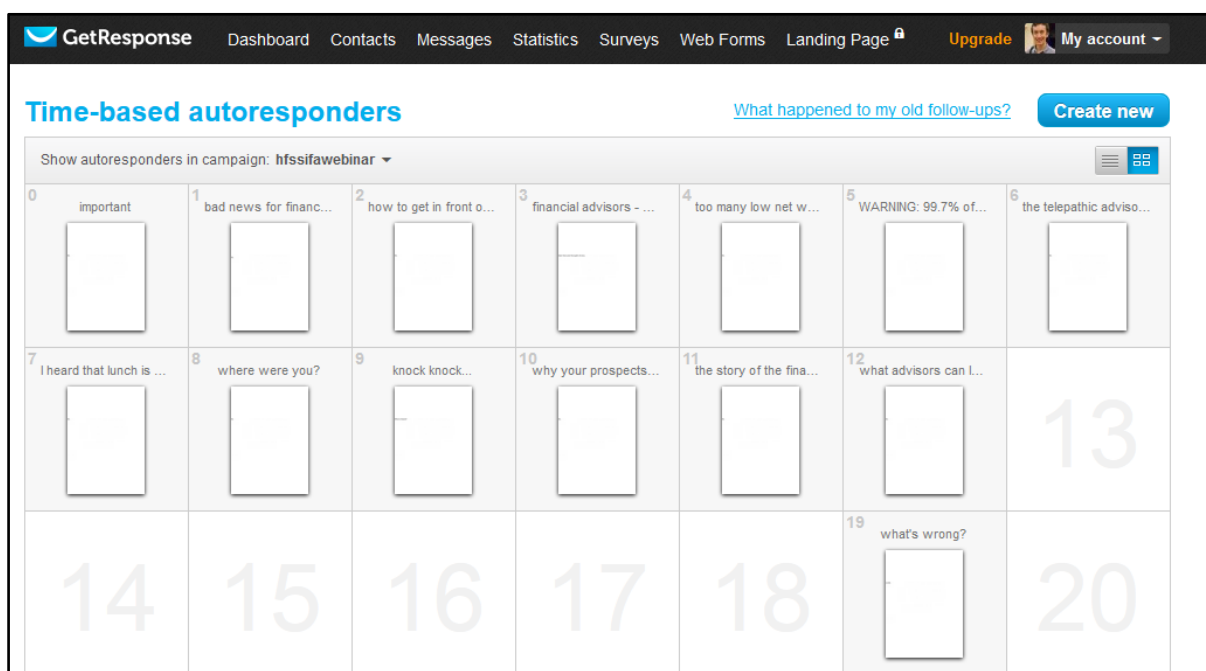 GetResponse Dashboard Contacts Messages Statistics Surveys Web Forms Landing Page Upgrade My account
Time-based autoresponders What happened to my old follow-ups? Create new
Show autoresponders in campaign: hfssifawebinar
0 1 2 3 4 5 6
important bad news for financ... how to get in front o... financial advisors - ... too many low net w... WARNING: 99.7% of... the telepathic adviso...
7 8 9 10 11 12 13
I heard that lunch is ... where were you? knock knock... why your prospects... the story of the fina... what advisors can l...
14 15 16 17 18 19 20
what's wrong?